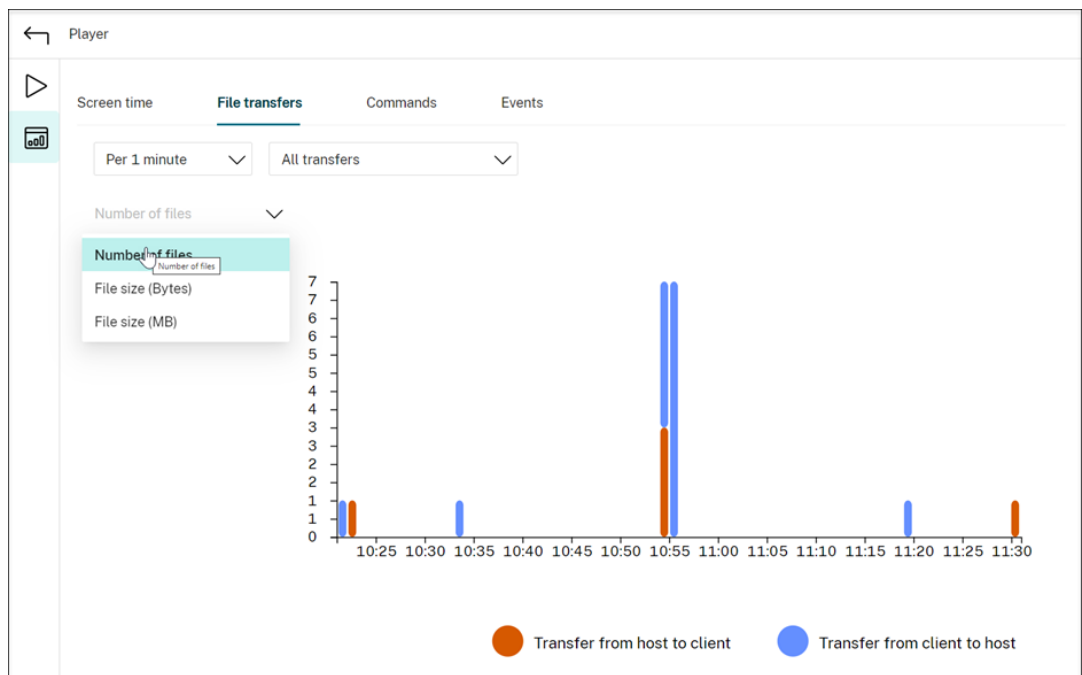 Player
Screen time File transfers Commands Events
Per 1 minute All transfers
Number of files
Number of files
Number of files
File size (Bytes)
File size (MB)
7
7
6
6
5
5
4
4
3
3
2
2
1
1
0
10:25 10:30 10:35 10:40 10:45 10:50 10:55 11:00 11:05 11:10 11:15 11:20 11:25 11:30
Transfer from host to client Transfer from client to host